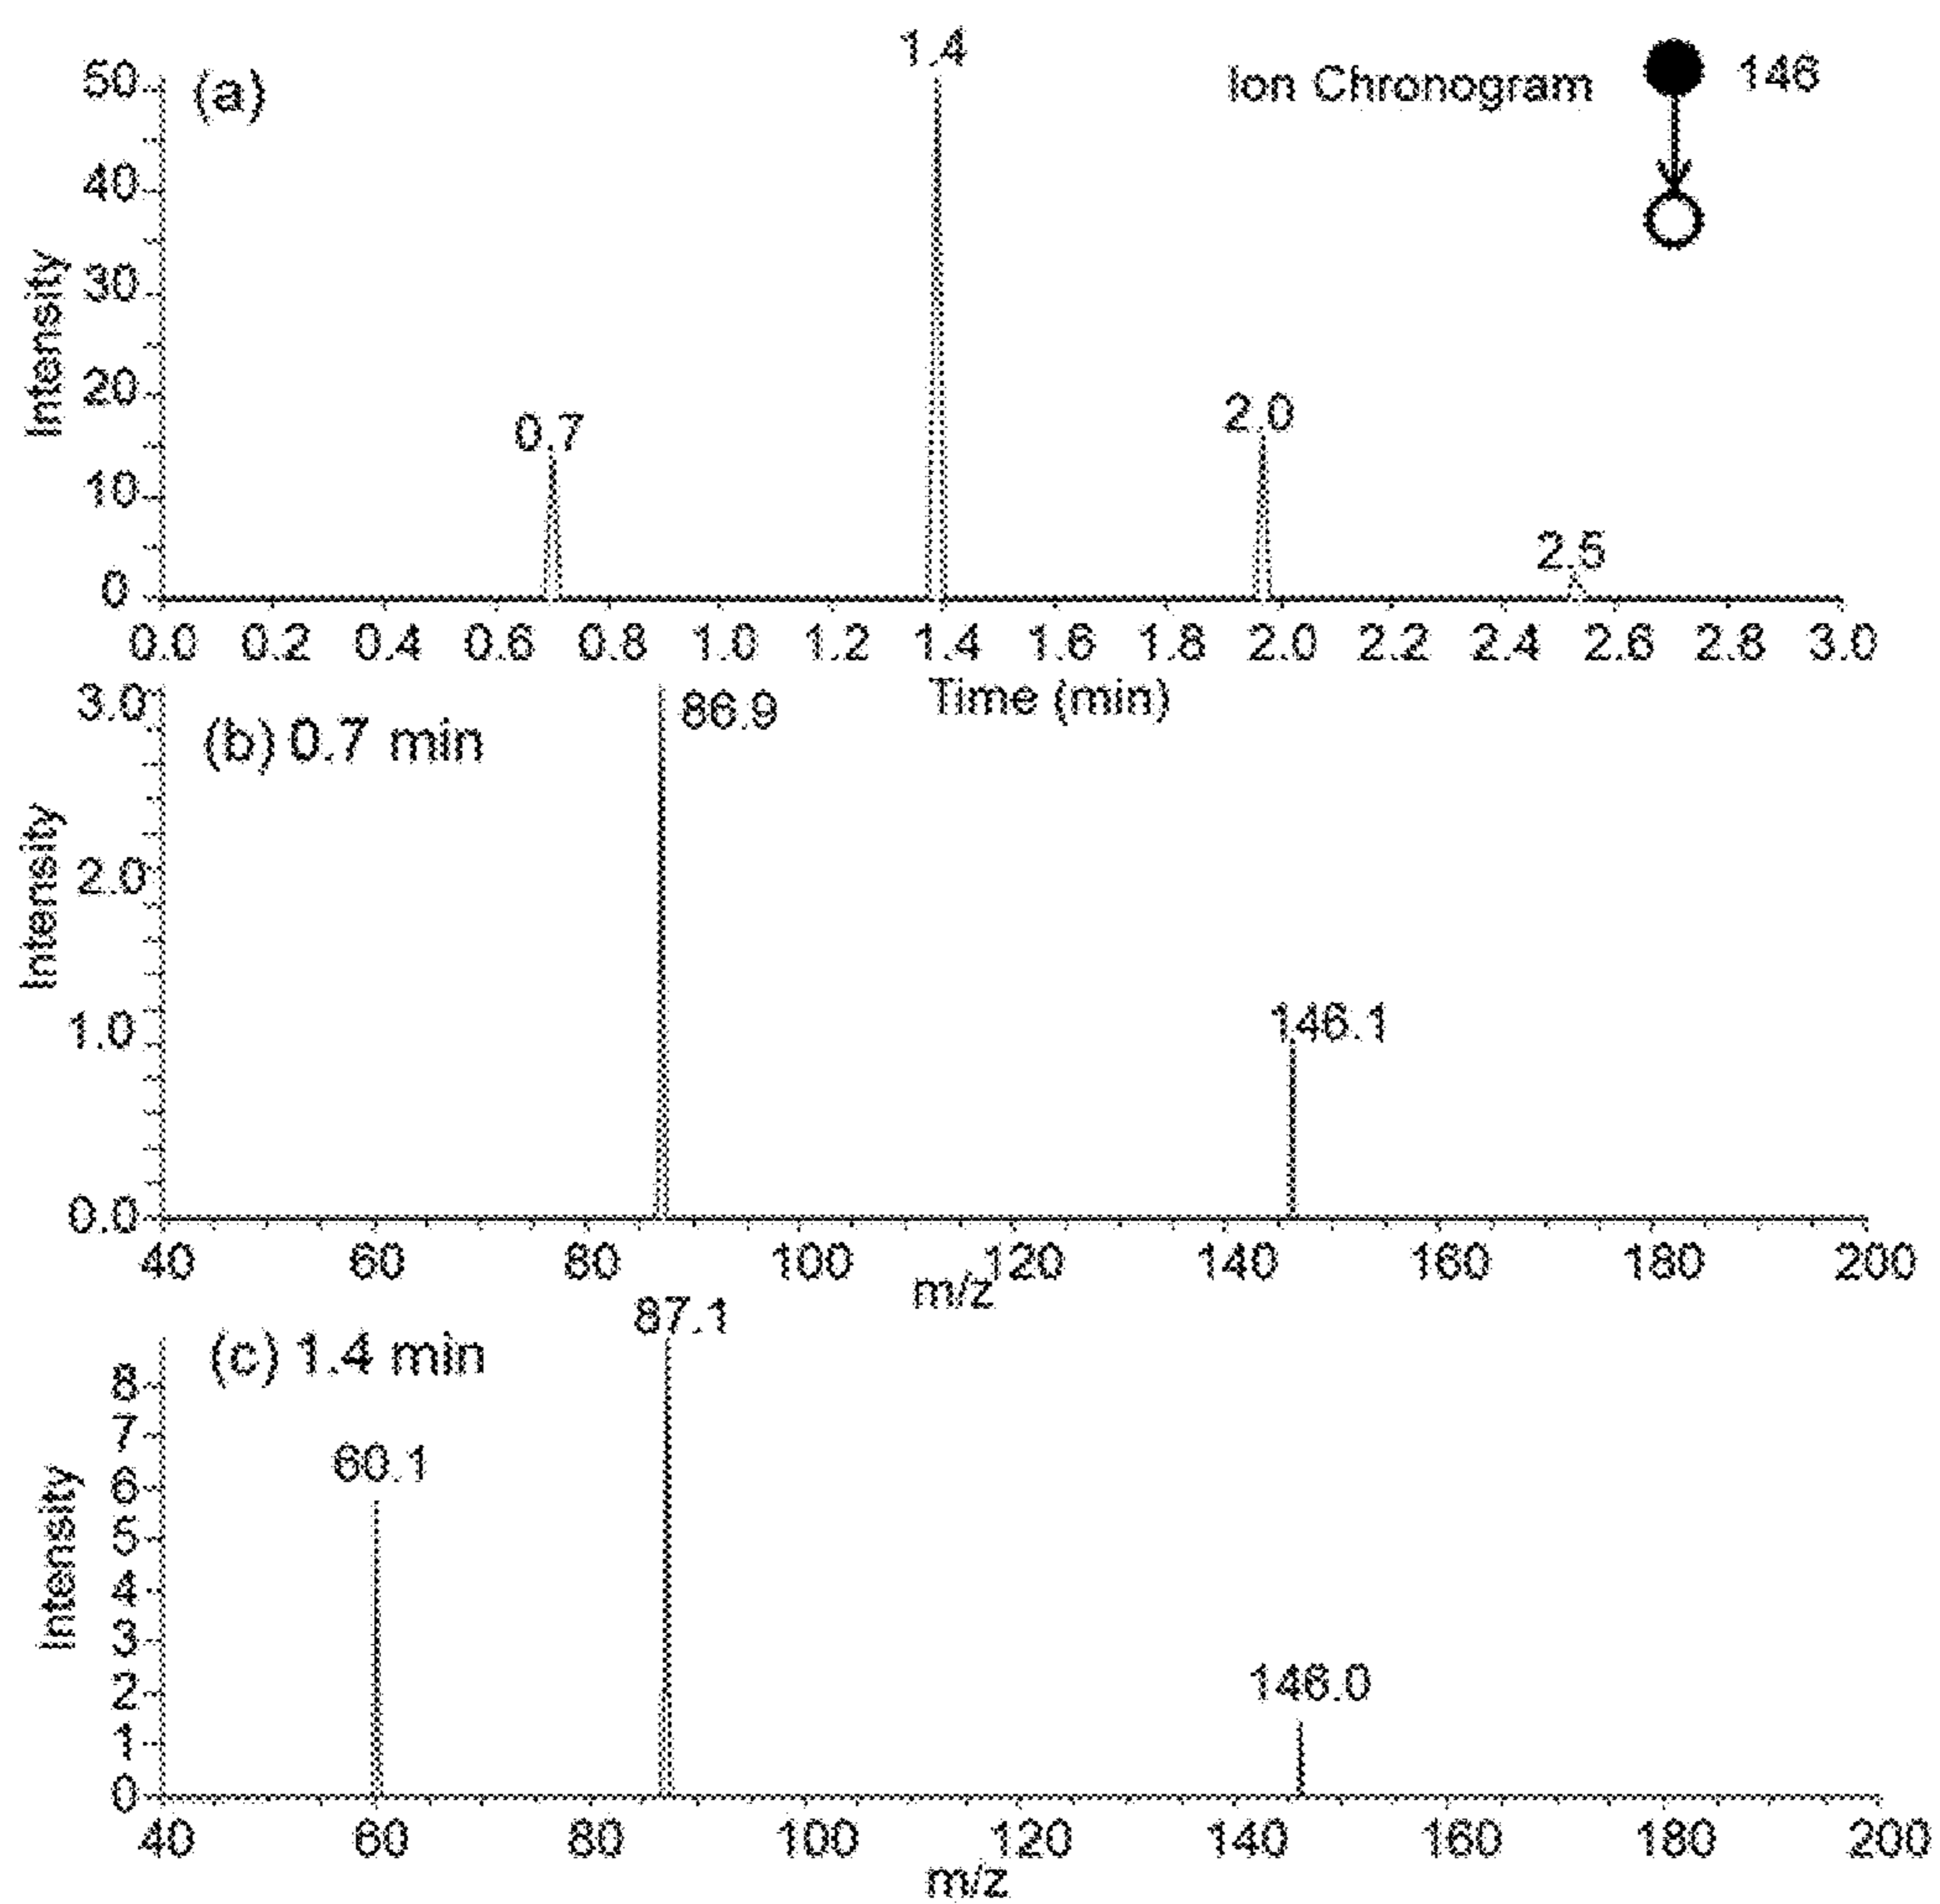 1.4
50
(a)
Ion Chronogram
146
40
30
20
10
0
Intensity
0.7
2.0
2.5
0.0 0.2 0.4 0.6 0.8 1.0 1.2 1.4 1.6 1.8 2.0 2.2 2.4 2.6 2.8 3.0
Time (min)
3.0
(b) 0.7 min
86.9
2.0
1.0
0.0
Intensity
146.1
40 60 80 100 120 140 160 180 200
m/z
87.1
(c) 1.4 min
8
7
6
5
4
3
2
1
0
Intensity
60.1
146.0
40 60 80 100 120 140 160 180 200
m/z